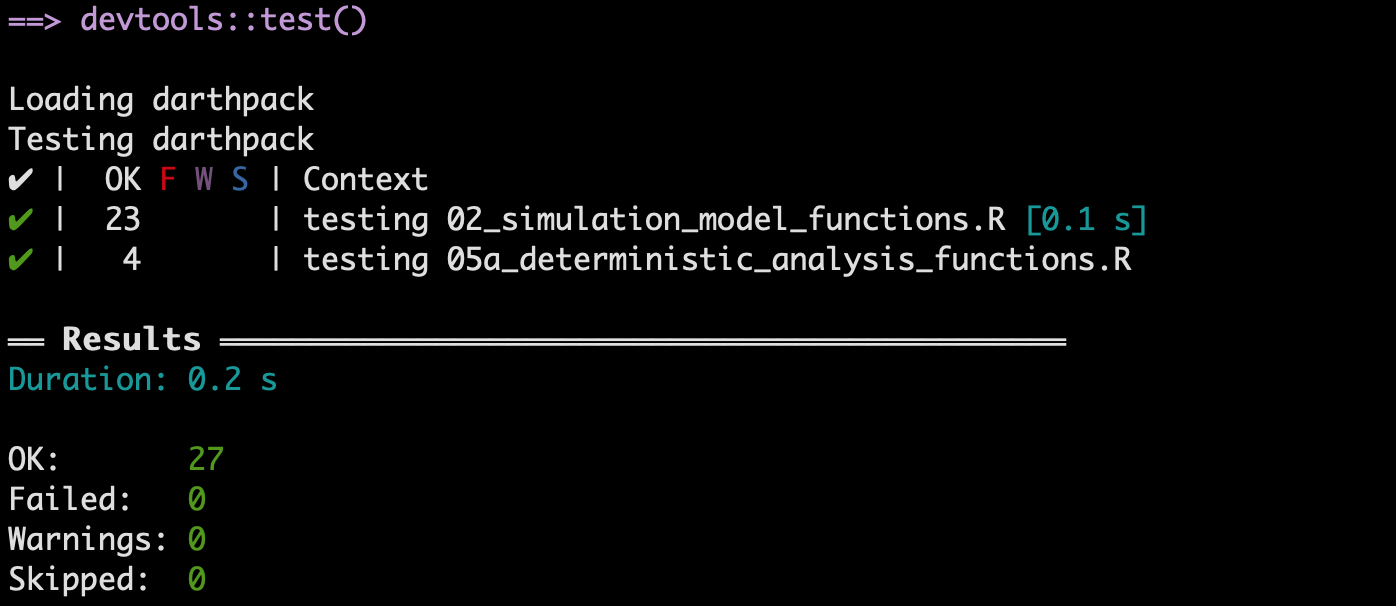 ==> devtools::test()
Loading darthpack
Testing darthpack
✔ |  OK F W S | Context
✔ |  23       | testing 02_simulation_model_functions.R [0.1 s]
✔ |   4       | testing 05a_deterministic_analysis_functions.R
══ Results ═══════════════════════════════════════════════
Duration: 0.2 s
OK:       27
Failed:   0
Warnings: 0
Skipped:  0